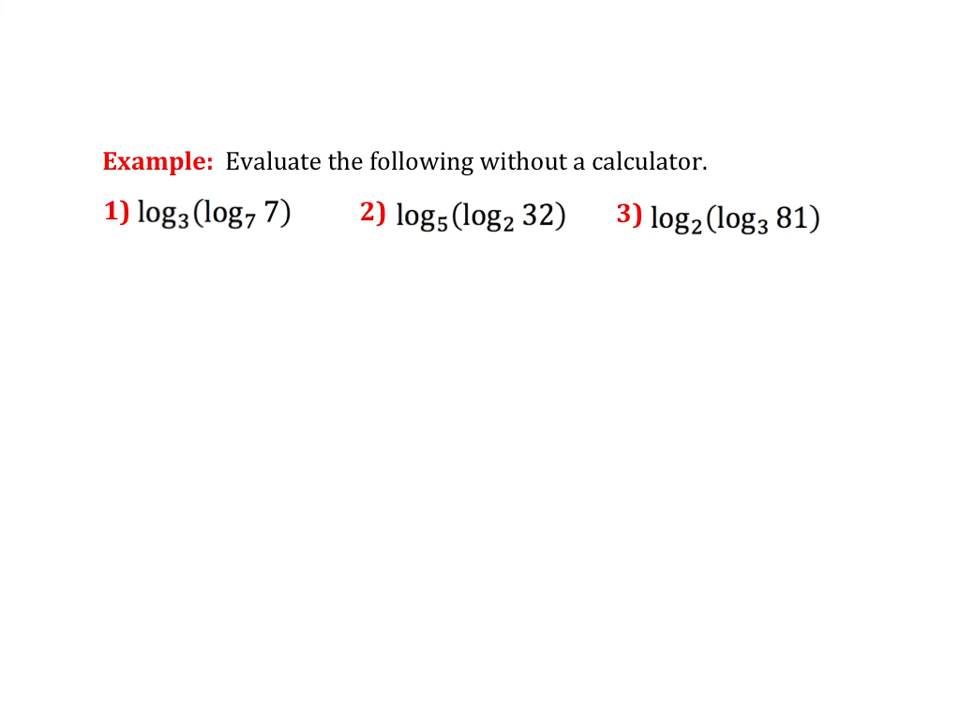 Example: Evaluate the following without a calculator.
1) log₃(log₇ 7) 2) log₅(log₂ 32) 3) log₂(log₃ 81)